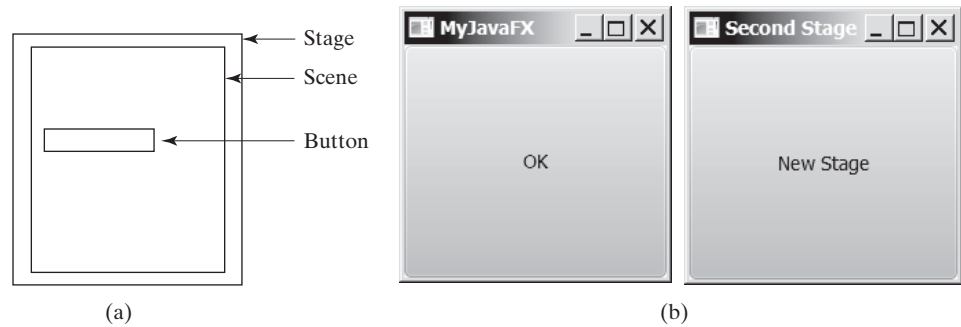 Stage
Scene
Button
(a)
MyJavaFX
OK
Second Stage
New Stage
(b)